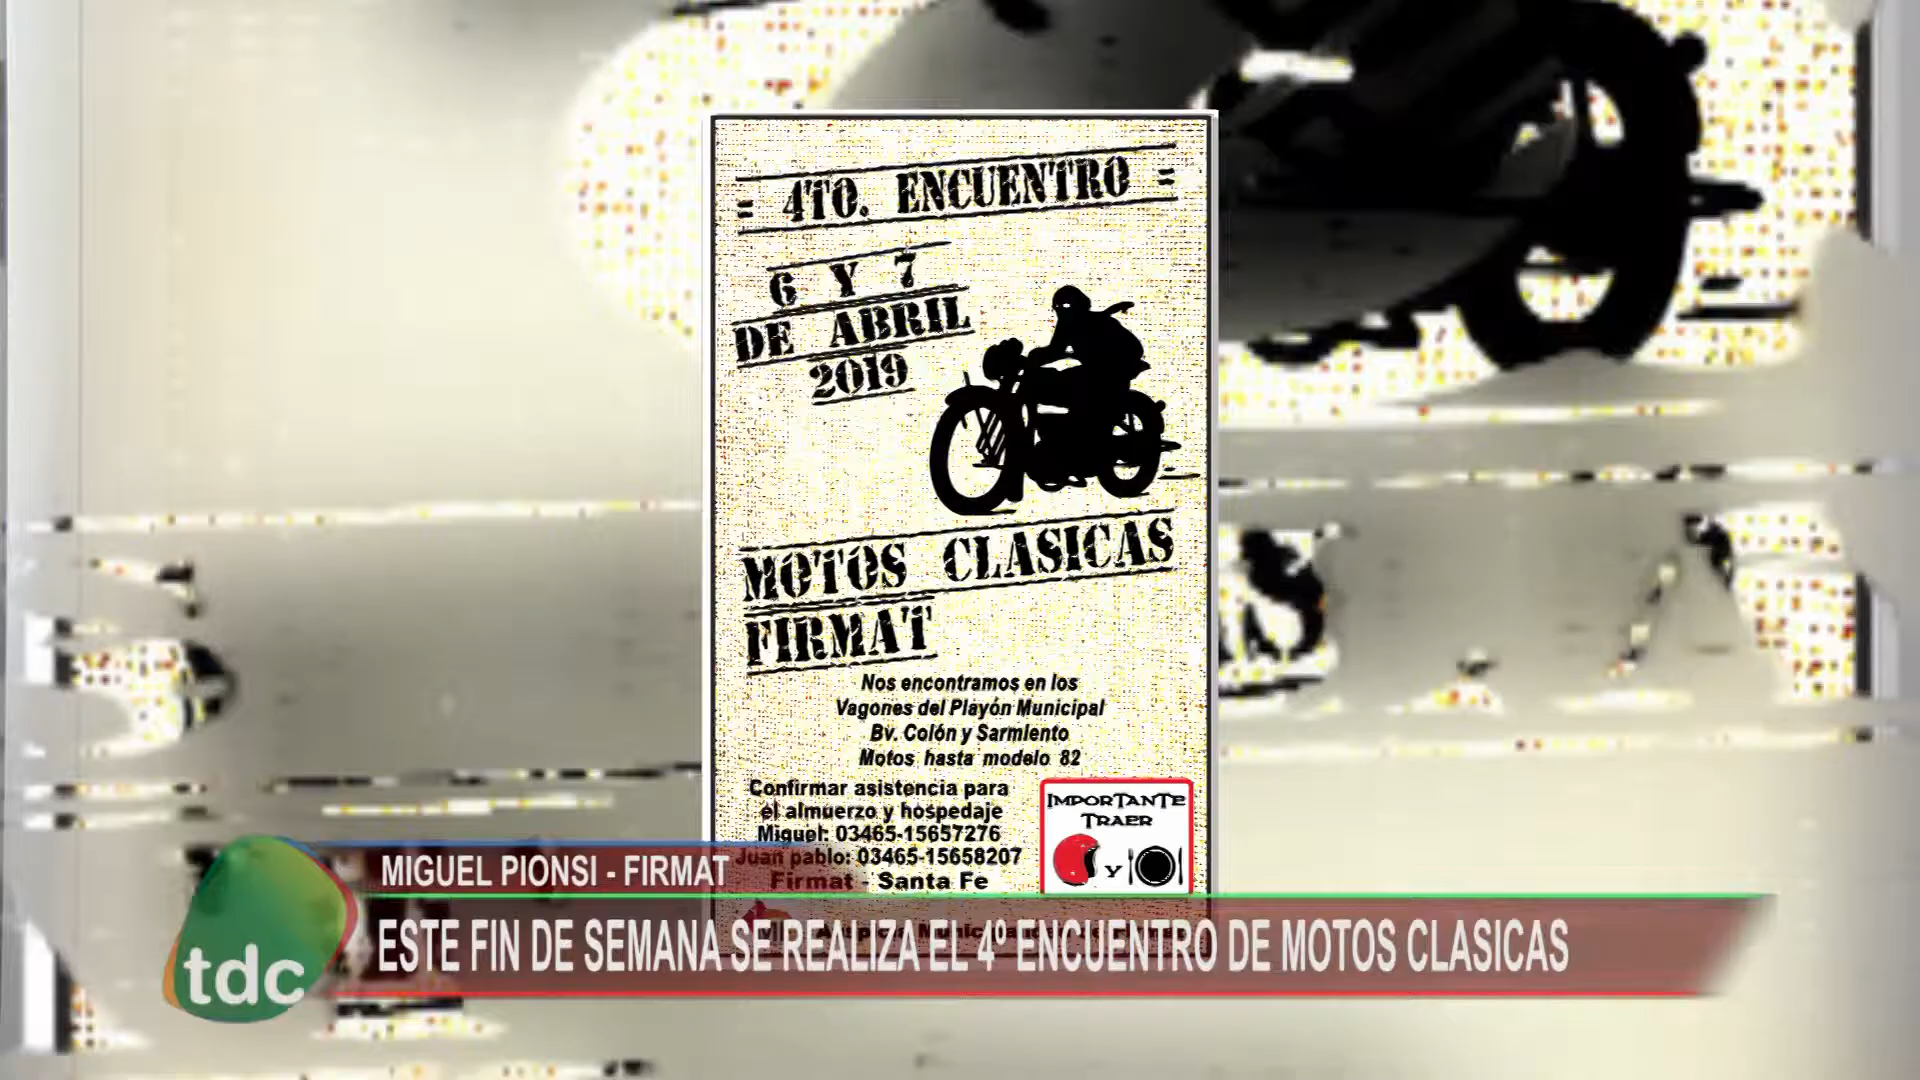 = 4TO. ENCUENTRO =
6 Y 7
DE ABRIL
2019
MOTOS CLASICAS
FIRMAT
Nos encontramos en los
Vagones del Playón Municipal
Bv. Colón y Sarmiento
Motos hasta modelo 82
Confirmar asistencia para
el almuerzo y hospedaje
Miguel: 03465-15657276
Juan pablo: 03465-15658207
Firmat - Santa Fe
IMPORTANTE
TRAER
Y
MIGUEL PIONSI - FIRMAT
ESTE FIN DE SEMANA SE REALIZA EL 4º ENCUENTRO DE MOTOS CLASICAS
tdc